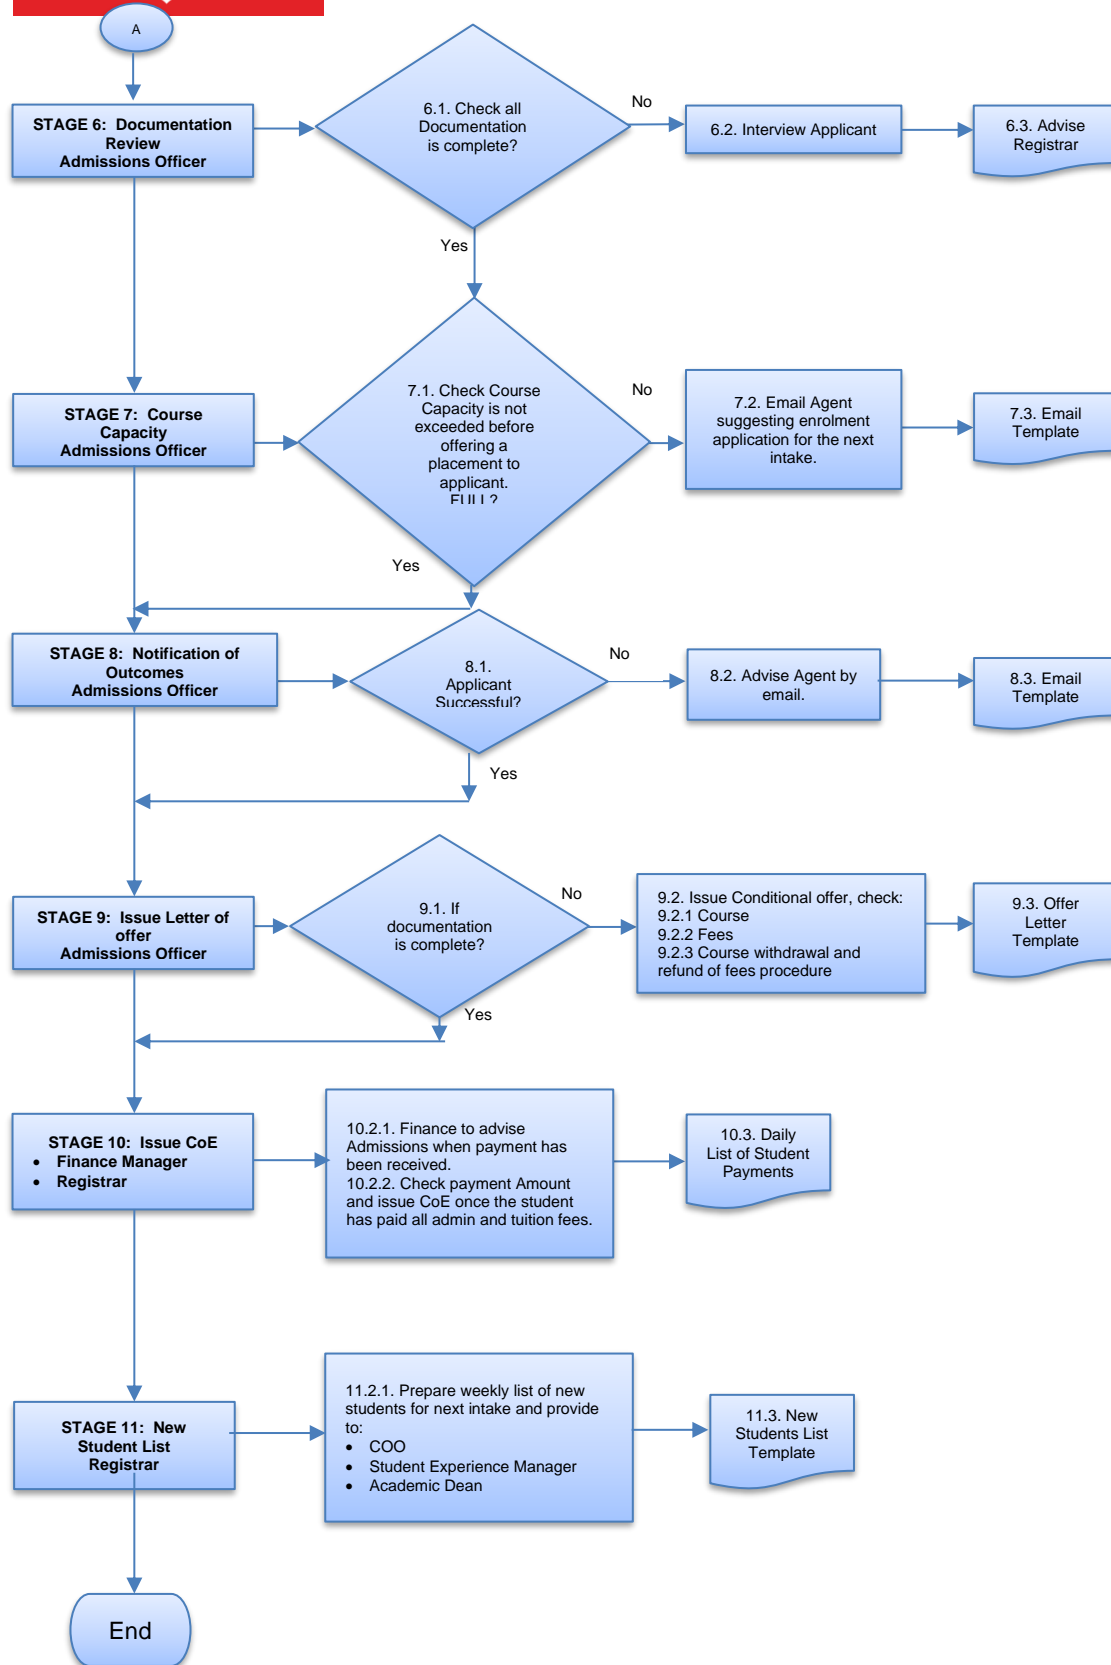 A
STAGE 6:  Documentation
Review
Admissions Officer
6.1. Check all
Documentation
is complete?
No
6.2. Interview Applicant
6.3. Advise
Registrar
Yes
STAGE 7:  Course
Capacity
Admissions Officer
7.1. Check Course
Capacity is not
exceeded before
offering a
placement to
applicant.
FULL?
No
7.2. Email Agent
suggesting enrolment
application for the next
intake.
7.3. Email
Template
Yes
STAGE 8:  Notification of
Outcomes
Admissions Officer
8.1.
Applicant
Successful?
No
8.2. Advise Agent by
email.
8.3. Email
Template
Yes
STAGE 9:  Issue Letter of
offer
Admissions Officer
9.1. If
documentation
is complete?
No
9.2. Issue Conditional offer, check:
9.2.1 Course
9.2.2 Fees
9.2.3 Course withdrawal and
refund of fees procedure
9.3. Offer
Letter
Template
Yes
STAGE 10:  Issue CoE
• Finance Manager
• Registrar
10.2.1. Finance to advise
Admissions when payment has
been received.
10.2.2. Check payment Amount
and issue CoE once the student
has paid all admin and tuition fees.
10.3. Daily
List of Student
Payments
STAGE 11:  New
Student List
Registrar
11.2.1. Prepare weekly list of new
students for next intake and provide
to:
• COO
• Student Experience Manager
• Academic Dean
11.3. New
Students List
Template
End